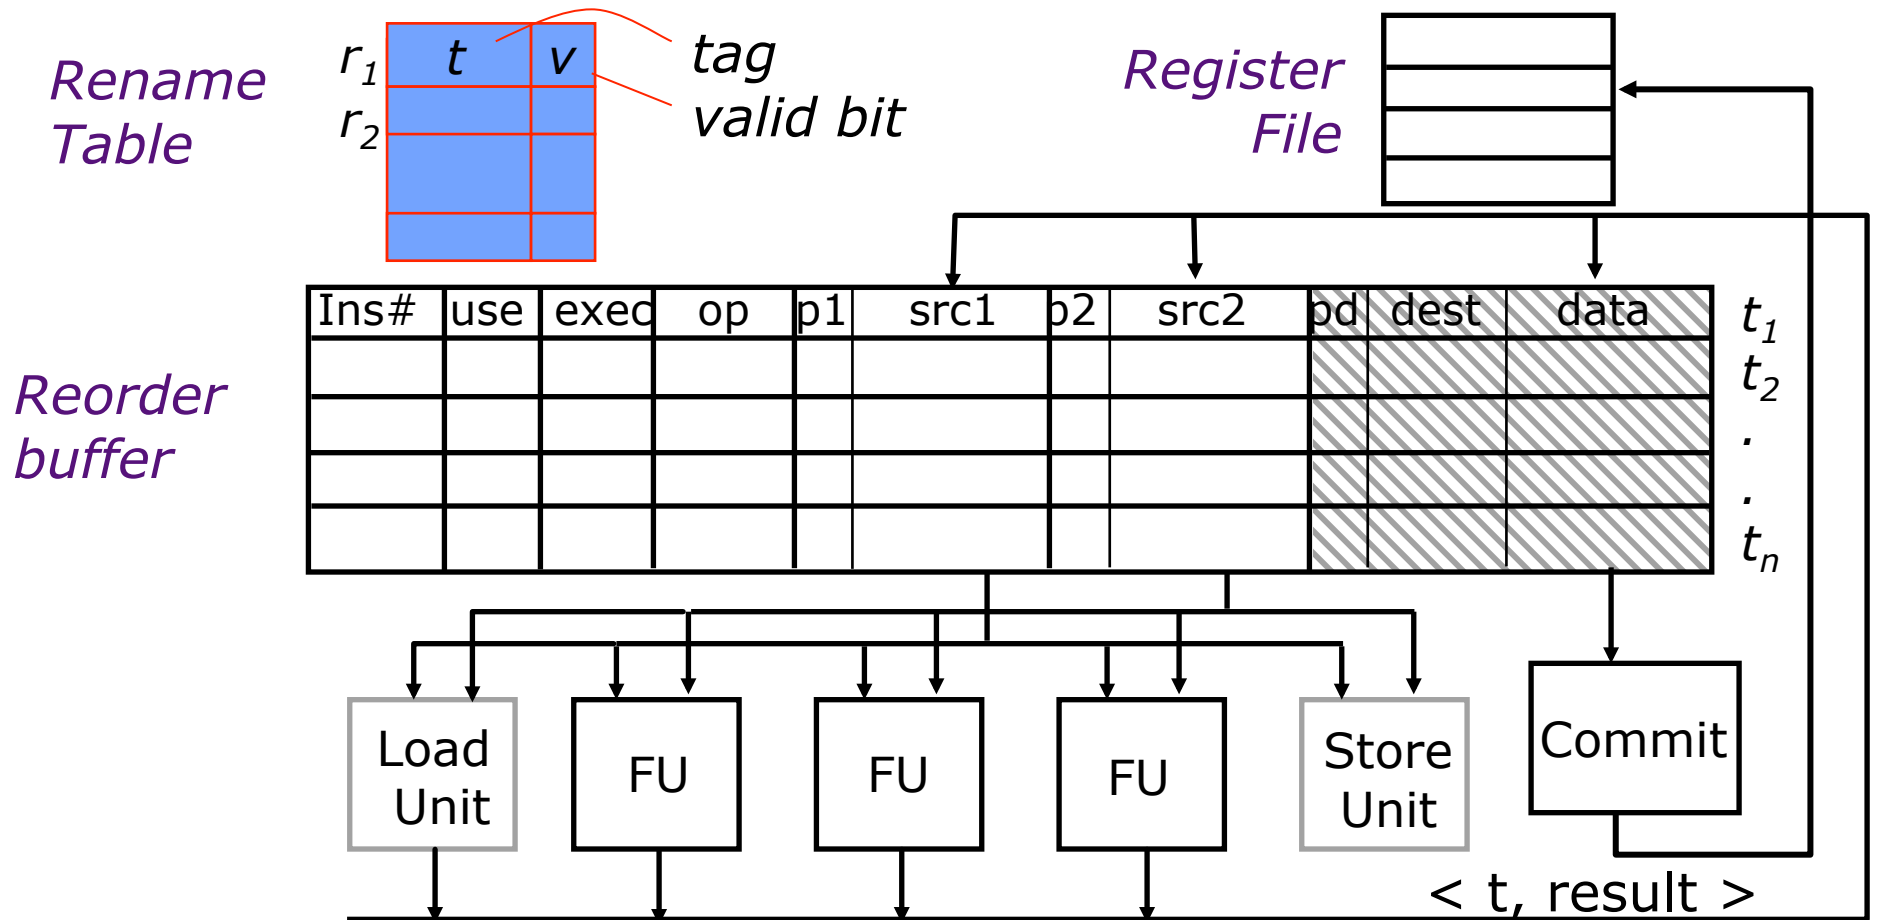 Rename
Table
r1
r2
t
v
tag
valid bit
Register
File
Reorder
buffer
Ins# use exec op p1 src1 p2 src2 pd dest data
t1
t2
.
.
tn
Load
Unit
FU
FU
FU
Store
Unit
Commit
< t, result >